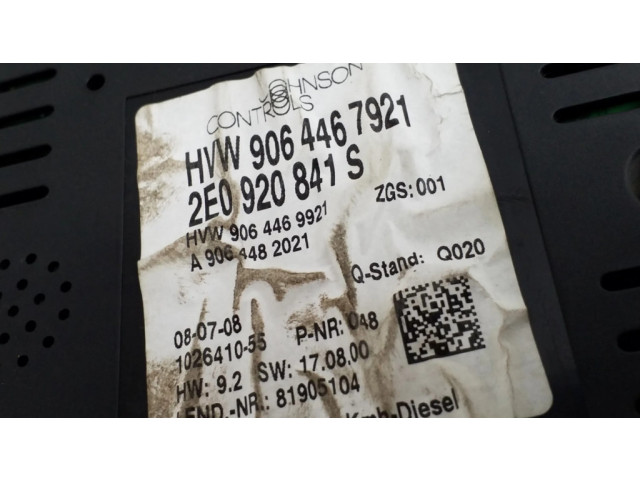 JOHNSON
CONTROLS
HVW 906 446 7921
2E0 920 841 S
HVW 906 446 9921
ZGS: 001
A 906 448 2021
Q-Stand: Q020
08-07-08
P-NR: 048
1026410-55
HW: 9.2 SW: 17.08.00
END.-NR.: 81905104
Kmh-Diesel